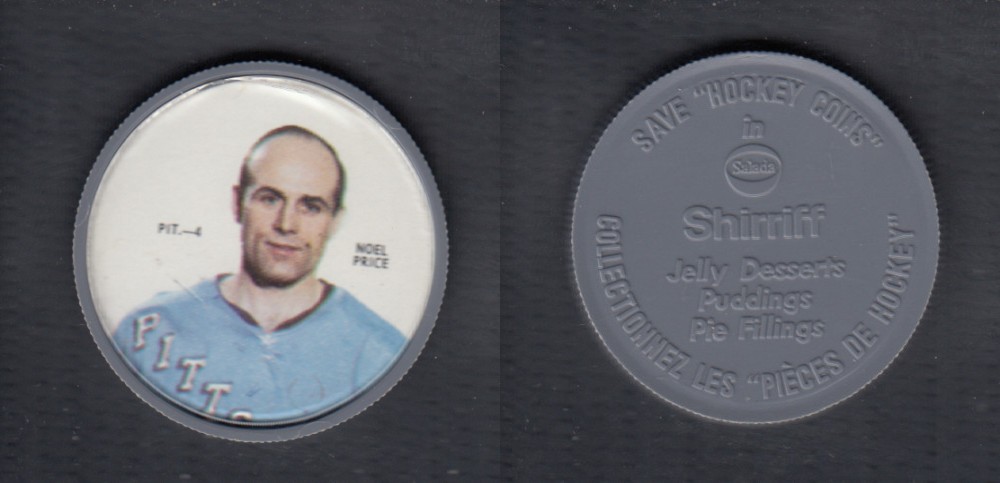 PIT.—4
NOEL
PRICE
PITTS
SAVE "HOCKEY COINS"
in
Salada
Shirriff
Jelly Desserts
Puddings
Pie Fillings
COLLECTIONNEZ LES "PIÈCES DE HOCKEY"